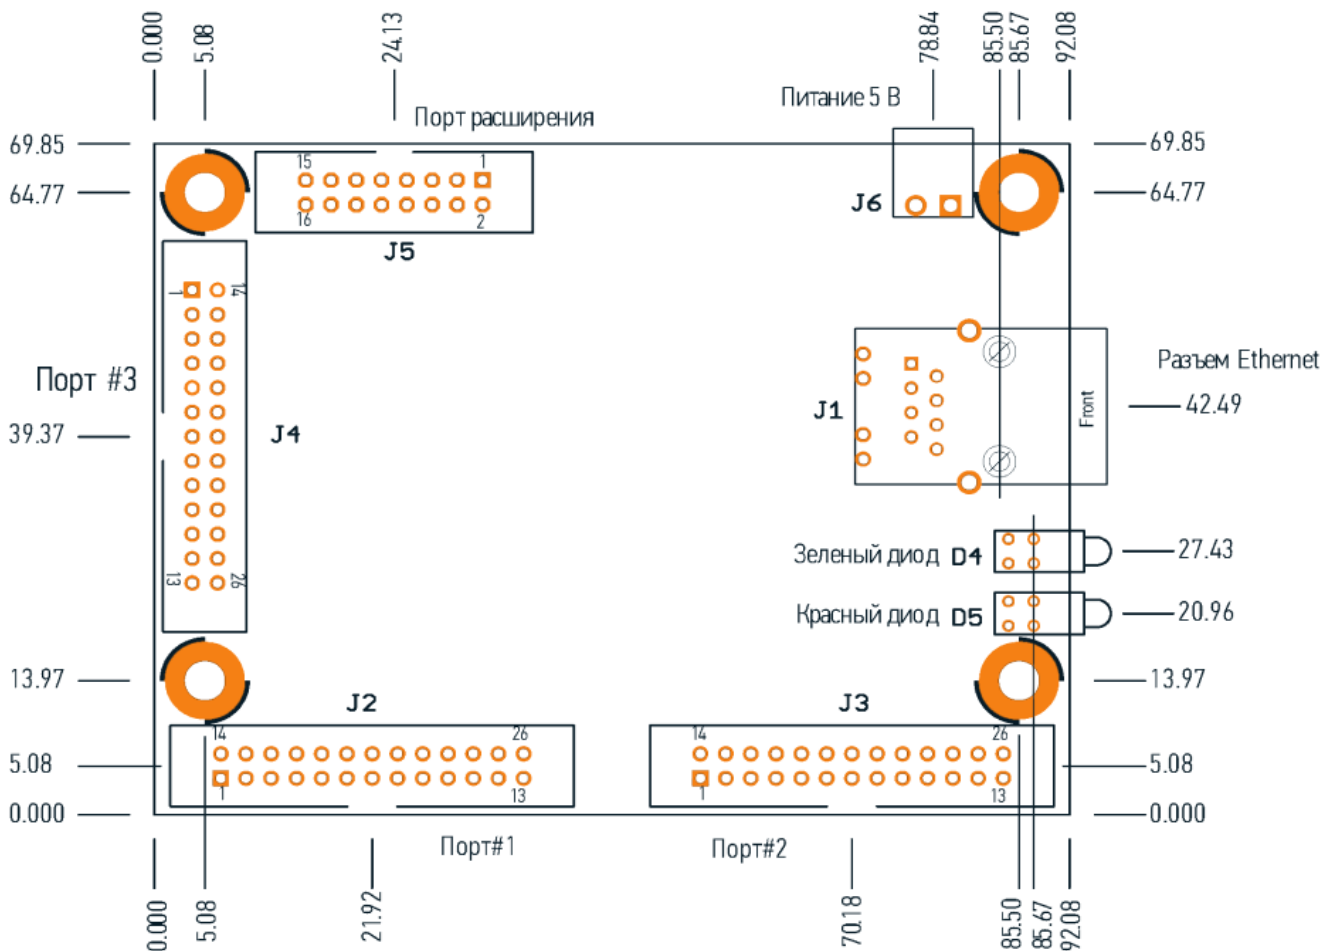 0.000
5.08
24.13
78.84
85.50
85.67
92.08
Питание 5 В
Порт расширения
69.85
69.85
15
1
64.77
J6
64.77
16
2
J5
1
14
Порт #3
Разъем Ethernet
J1
Front
42.49
39.37
J4
Зеленый диод D4
27.43
13
26
Красный диод D5
20.96
13.97
13.97
J2
J3
14
26
14
26
5.08
5.08
1
13
1
13
0.000
0.000
Порт#1
Порт#2
0.000
5.08
21.92
70.18
85.50
85.67
92.08